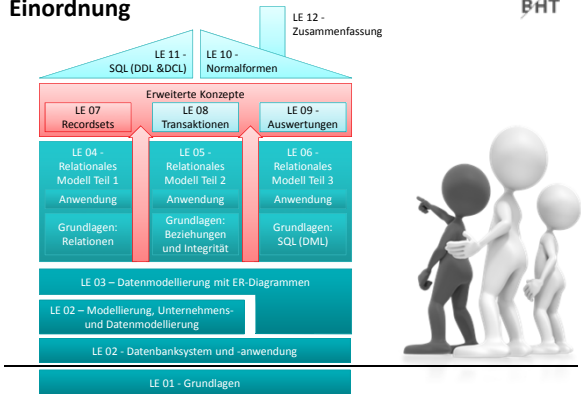 Einordnung
BHT
LE 12 -
Zusammenfassung
LE 11 -
SQL (DDL &DCL)
LE 10 -
Normalformen
Erweiterte Konzepte
LE 07
Recordsets
LE 08
Transaktionen
LE 09 -
Auswertungen
LE 04 -
Relationales
Modell Teil 1
Anwendung
Grundlagen:
Relationen
LE 05 -
Relationales
Modell Teil 2
Anwendung
Grundlagen:
Beziehungen
und Integrität
LE 06 -
Relationales
Modell Teil 3
Anwendung
Grundlagen:
SQL (DML)
LE 03 – Datenmodellierung mit ER-Diagrammen
LE 02 – Modellierung, Unternehmens-
und Datenmodellierung
LE 02 - Datenbanksystem und -anwendung
LE 01 - Grundlagen